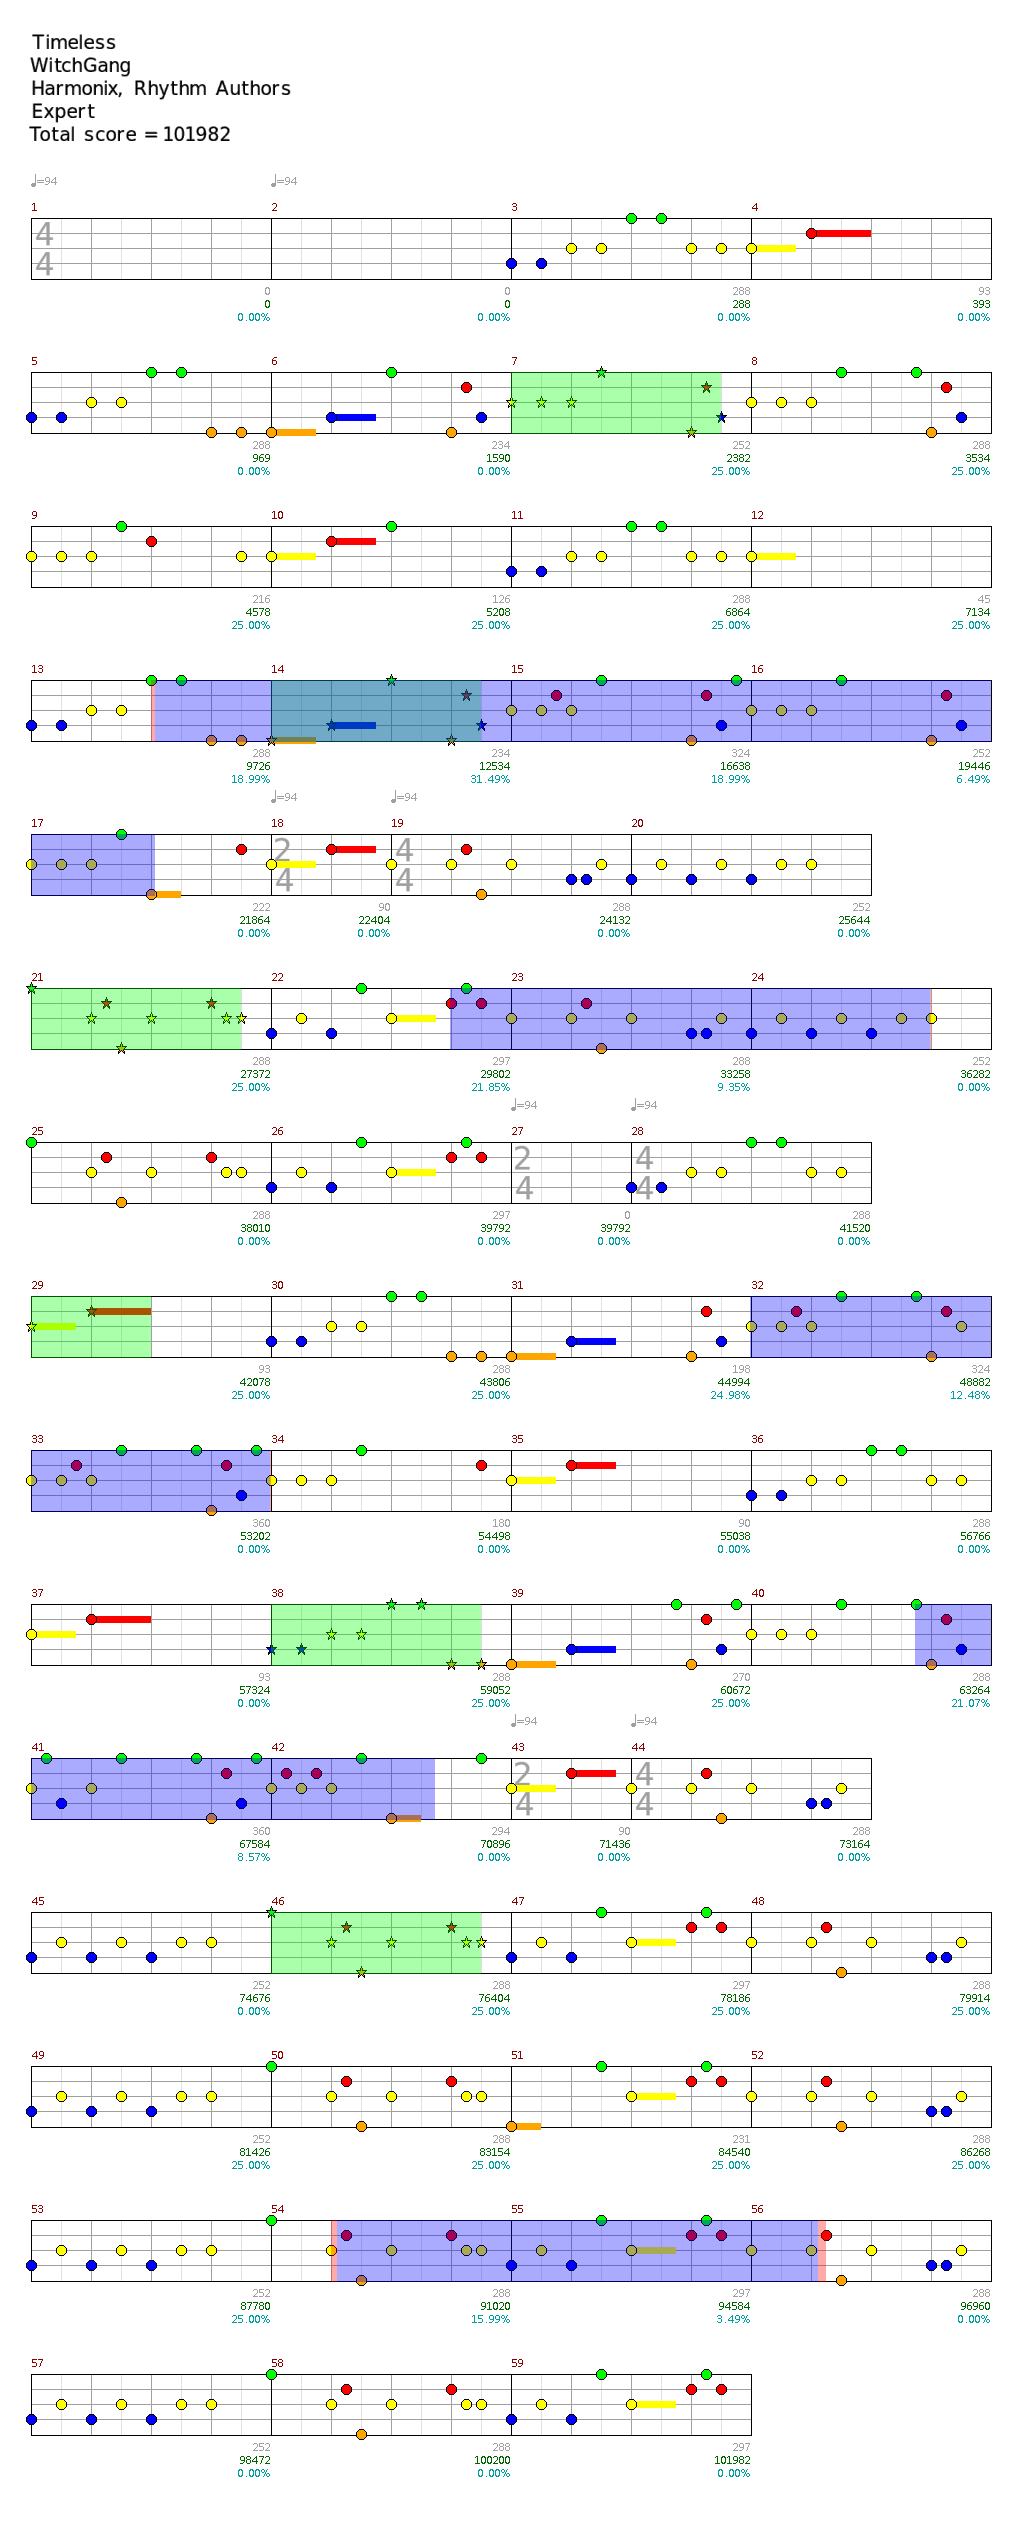 Timeless
WitchGang
Harmonix, Rhythm Authors
Expert
Total score = 101982
♩=94 ♩=94
1 2 3 4
4
4
0 0 288 93
0 0 288 393
0.00% 0.00% 0.00% 0.00%
5 6 7 8
288 234 252 288
969 1590 2382 3534
0.00% 0.00% 25.00% 25.00%
9 10 11 12
216 126 288 45
4578 5208 6864 7134
25.00% 25.00% 25.00% 25.00%
13 14 15 16
288 234 324 252
9726 12534 16638 19446
18.99% 31.49% 18.99% 6.49%
♩=94 ♩=94
17 18 19 20
2 4
4 4
222 90 288 252
21864 22404 24132 25644
0.00% 0.00% 0.00% 0.00%
21 22 23 24
288 297 288 252
27372 29802 33258 36282
25.00% 21.85% 9.35% 0.00%
♩=94 ♩=94
25 26 27 28
2 4
4 4
288 297 0 288
38010 39792 39792 41520
0.00% 0.00% 0.00% 0.00%
29 30 31 32
93 288 198 324
42078 43806 44994 48882
25.00% 25.00% 24.98% 12.48%
33 34 35 36
360 180 90 288
53202 54498 55038 56766
0.00% 0.00% 0.00% 0.00%
37 38 39 40
93 288 270 288
57324 59052 60672 63264
0.00% 25.00% 25.00% 21.07%
♩=94 ♩=94
41 42 43 44
2 4
4 4
360 294 90 288
67584 70896 71436 73164
8.57% 0.00% 0.00% 0.00%
45 46 47 48
252 288 297 288
74676 76404 78186 79914
0.00% 25.00% 25.00% 25.00%
49 50 51 52
252 288 231 288
81426 83154 84540 86268
25.00% 25.00% 25.00% 25.00%
53 54 55 56
252 288 297 288
87780 91020 94584 96960
25.00% 15.99% 3.49% 0.00%
57 58 59
252 288 297
98472 100200 101982
0.00% 0.00% 0.00%